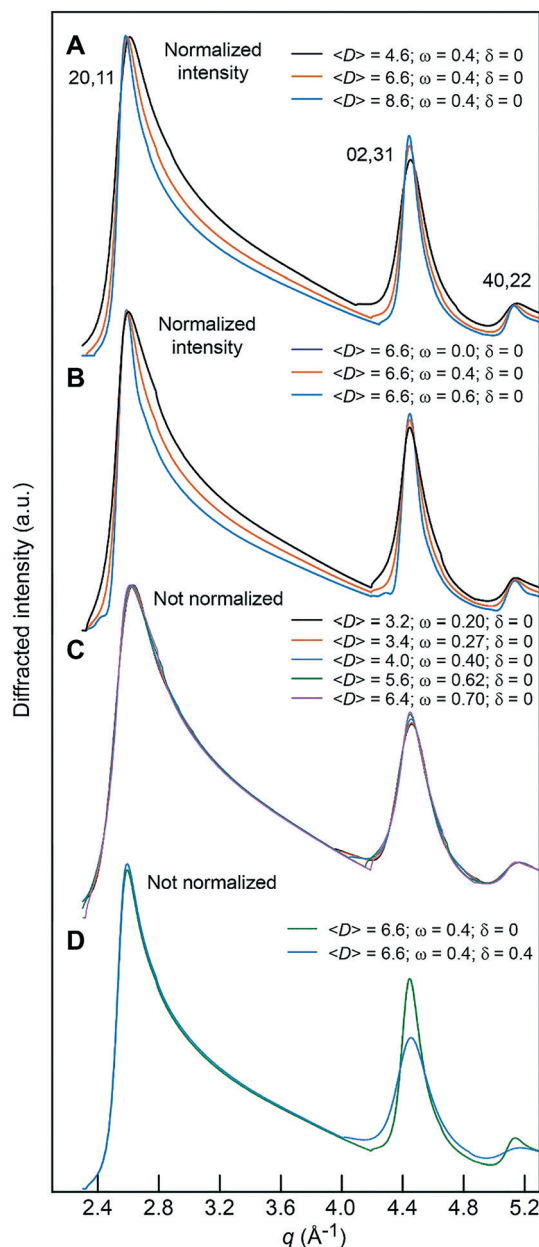 A
Normalized
intensity
20,11
<D> = 4.6; ω = 0.4; δ = 0
<D> = 6.6; ω = 0.4; δ = 0
<D> = 8.6; ω = 0.4; δ = 0
02,31
40,22
Normalized
intensity
B
<D> = 6.6; ω = 0.0; δ = 0
<D> = 6.6; ω = 0.4; δ = 0
<D> = 6.6; ω = 0.6; δ = 0
Diffracted intensity (a.u.)
Not normalized
C
<D> = 3.2; ω = 0.20; δ = 0
<D> = 3.4; ω = 0.27; δ = 0
<D> = 4.0; ω = 0.40; δ = 0
<D> = 5.6; ω = 0.62; δ = 0
<D> = 6.4; ω = 0.70; δ = 0
Not normalized
D
<D> = 6.6; ω = 0.4; δ = 0
<D> = 6.6; ω = 0.4; δ = 0.4
2.4 2.8 3.2 3.6 4.0 4.4 4.8 5.2
q (Å⁻¹)